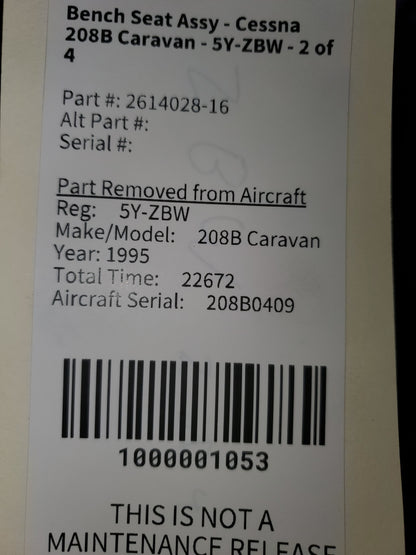 Bench Seat Assy - Cessna
208B Caravan - 5Y-ZBW - 2 of
4
Part #: 2614028-16
Alt Part #:
Serial #:
Part Removed from Aircraft
Reg: 5Y-ZBW
Make/Model: 208B Caravan
Year: 1995
Total Time: 22672
Aircraft Serial: 208B0409
1000001053
THIS IS NOT A
MAINTENANCE RELEASE